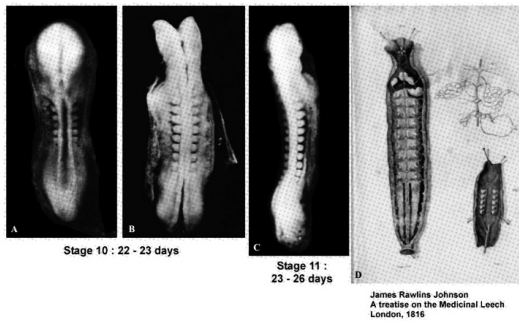 A
B
C
D
Stage 10 : 22 - 23 days
Stage 11 :
23 - 26 days
James Rawlins Johnson
A treatise on the Medicinal Leech
London, 1816